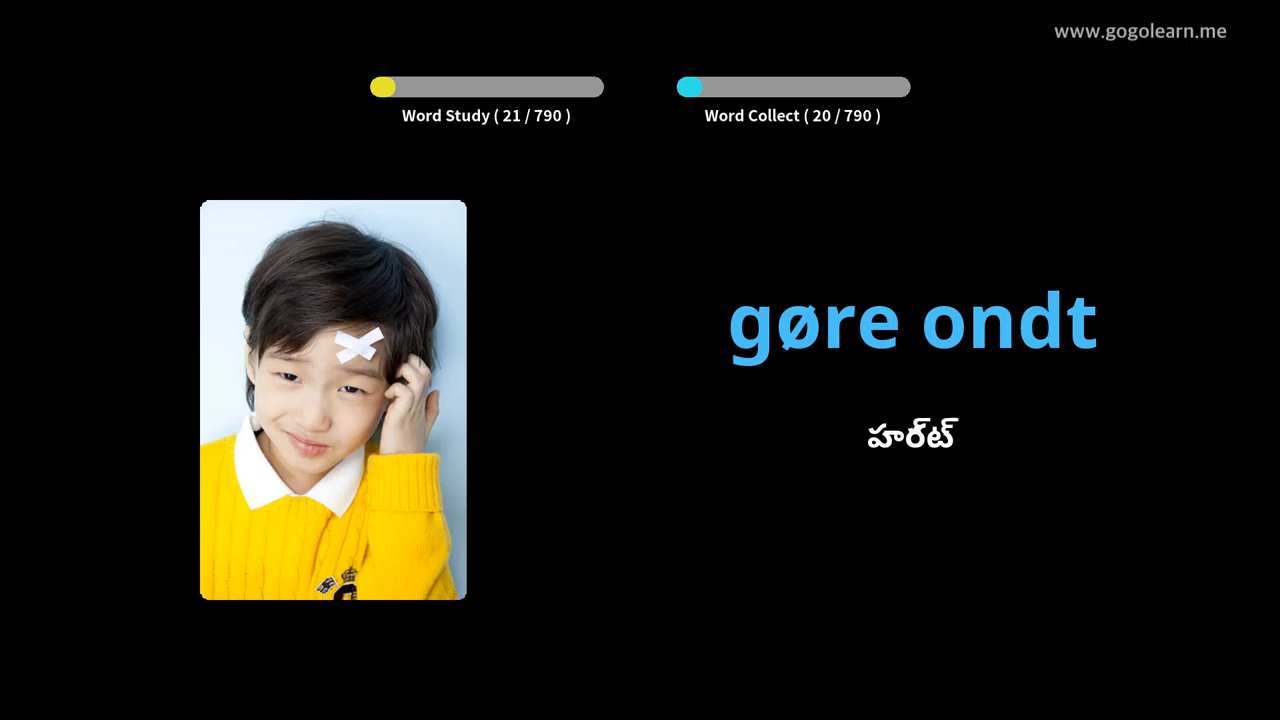 www.gogolearn.me
Word Study ( 21 / 790 )
Word Collect ( 20 / 790 )
gøre ondt
హర్ట్